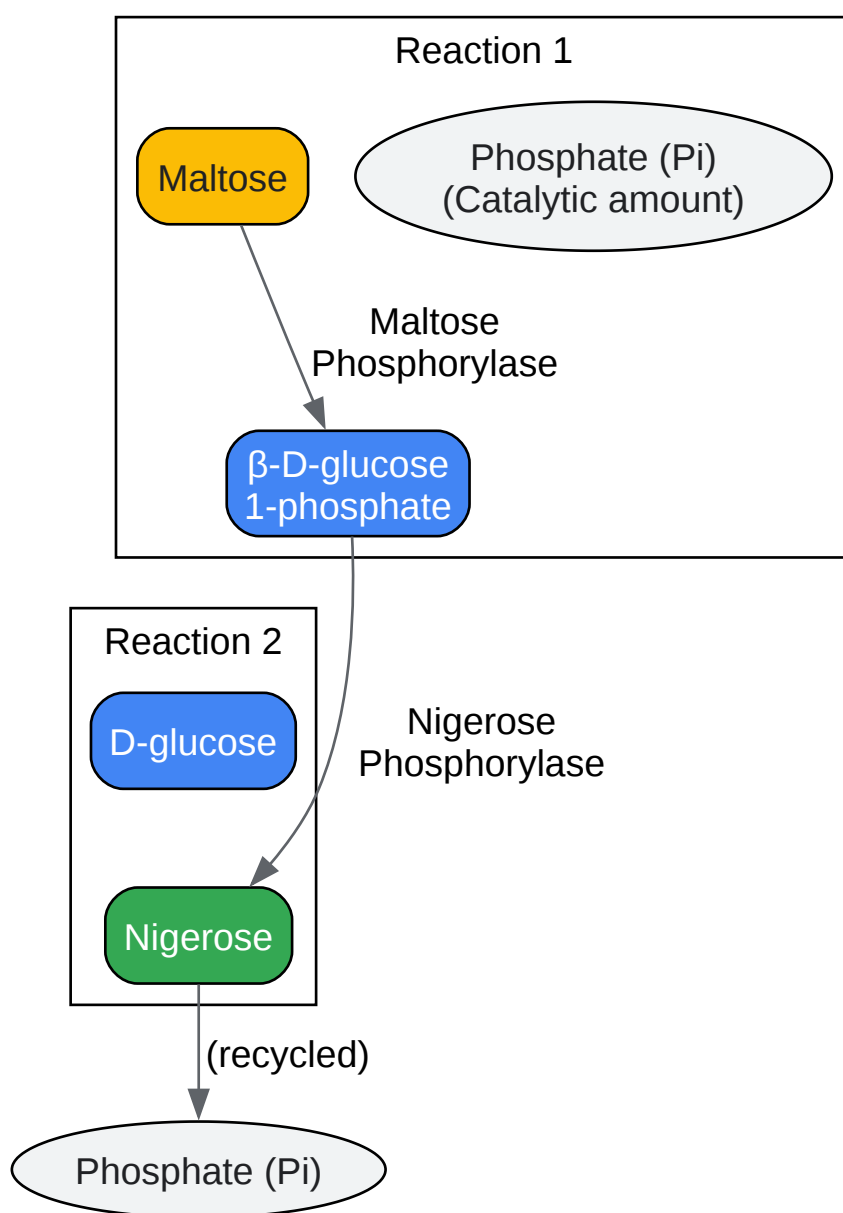 Reaction 1
Maltose
Phosphate (Pi)
(Catalytic amount)
Maltose
Phosphorylase
β-D-glucose
1-phosphate
Reaction 2
D-glucose
Nigerose
Phosphorylase
Nigerose
(recycled)
Phosphate (Pi)